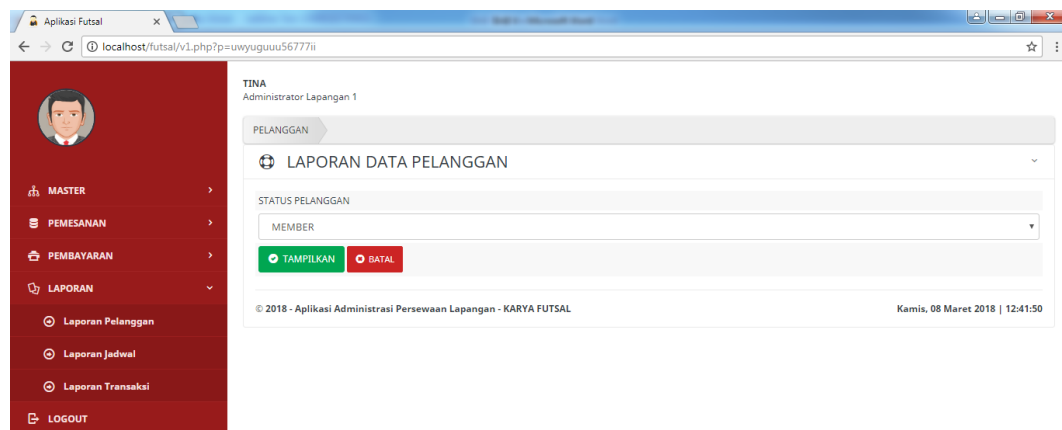 Aplikasi Futsal
localhost/futsal/v1.php?p=uwyuguuu56777ii
TINA
Administrator Lapangan 1
PELANGGAN
LAPORAN DATA PELANGGAN
MASTER
STATUS PELANGGAN
PEMESANAN
MEMBER
PEMBAYARAN
TAMPILKAN BATAL
LAPORAN
© 2018 - Aplikasi Administrasi Persewaan Lapangan - KARYA FUTSAL Kamis, 08 Maret 2018 | 12:41:50
Laporan Pelanggan
Laporan Jadwal
Laporan Transaksi
LOGOUT